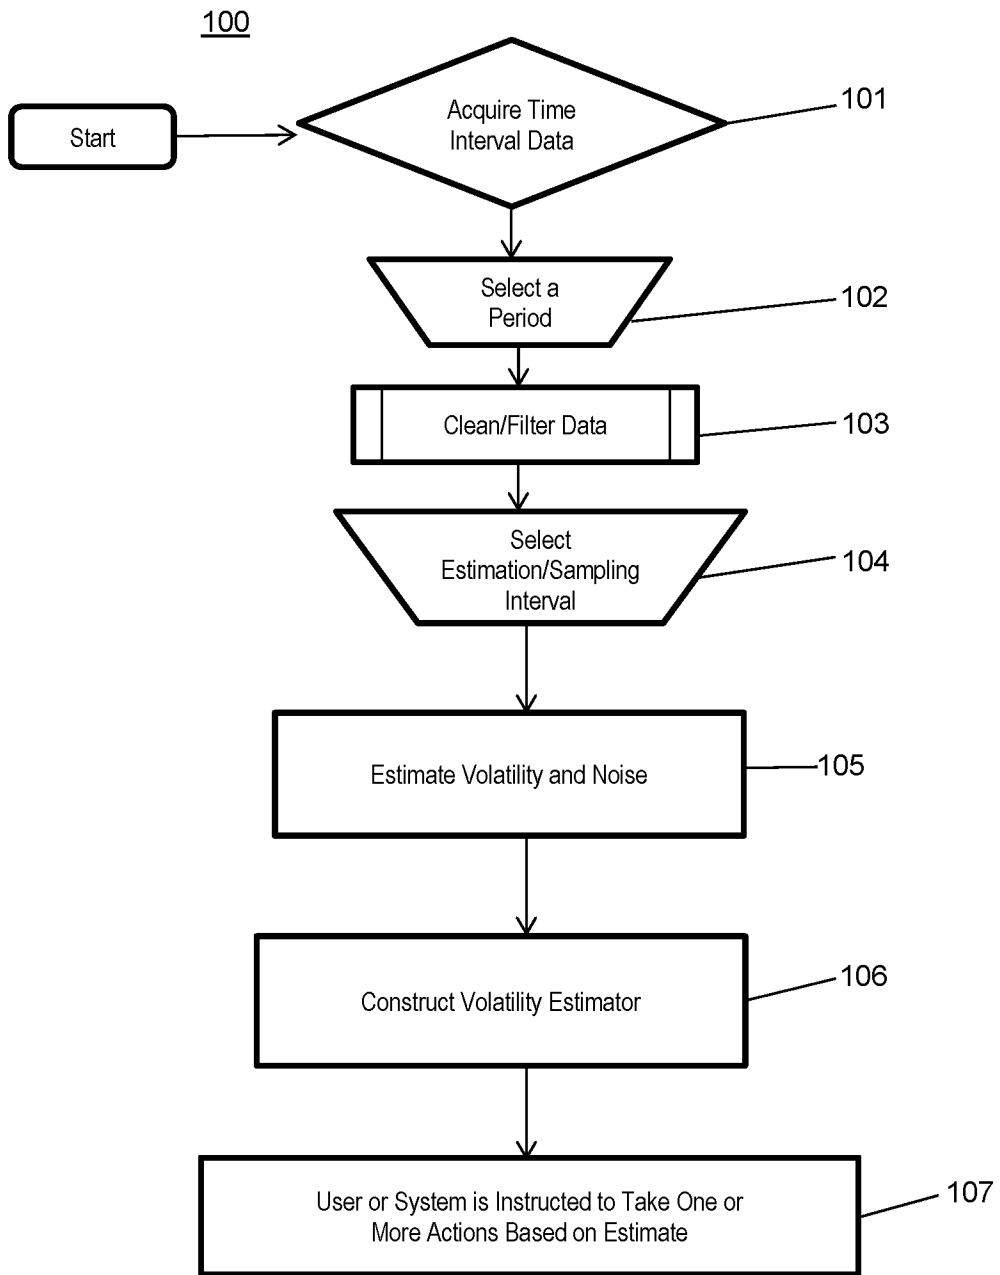 100
Start
Acquire Time
Interval Data
101
Select a
Period
102
Clean/Filter Data
103
Select
Estimation/Sampling
Interval
104
Estimate Volatility and Noise
105
Construct Volatility Estimator
106
User or System is Instructed to Take One or
More Actions Based on Estimate
107